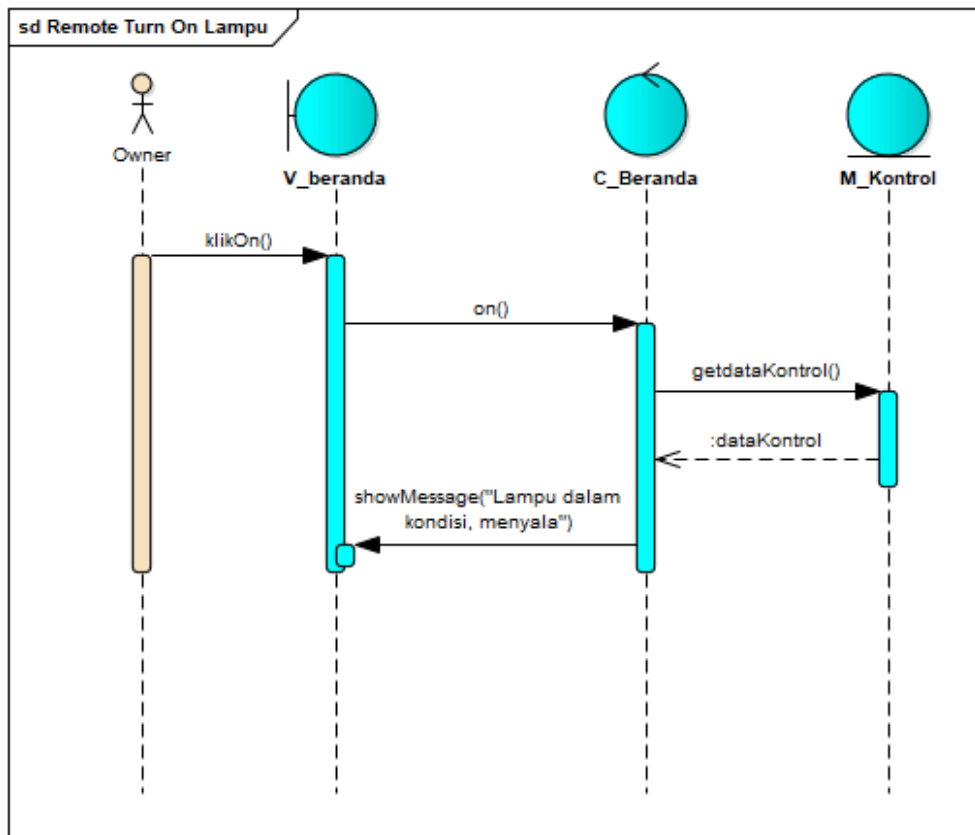 sd Remote Turn On Lampu
Owner
V_beranda
C_Beranda
M_Kontrol
klikOn()
on()
getdataKontrol()
:dataKontrol
showMessage("Lampu dalam
kondisi, menyala")